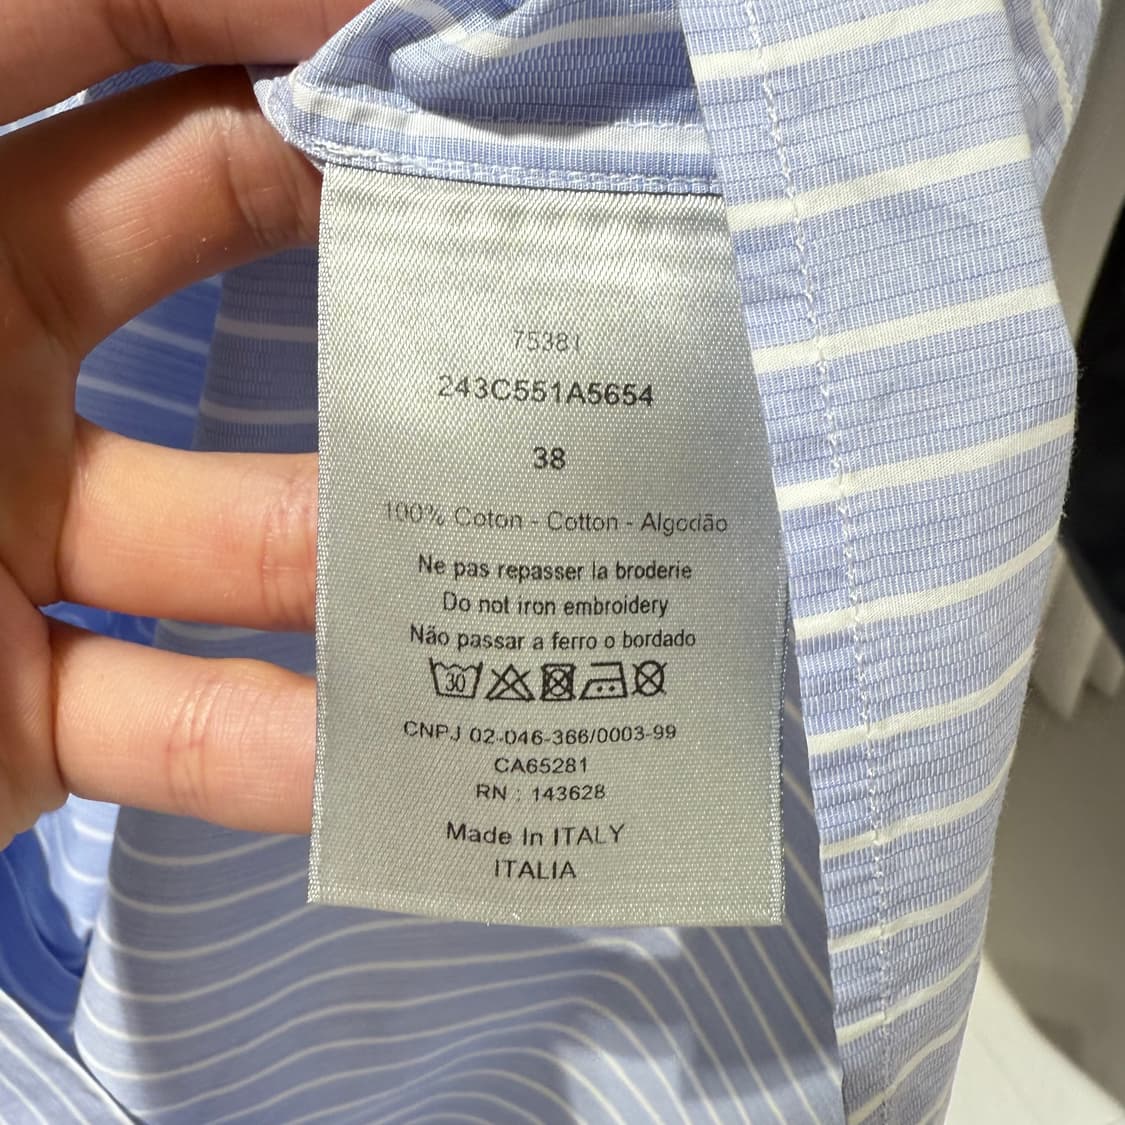 75381
243C551A5654
38
100% Coton - Cotton - Algodão
Ne pas repasser la broderie
Do not iron embroidery
Não passar a ferro o bordado
30
CNPJ 02-046-366/0003-99
CA65281
RN : 143628
Made In ITALY
ITALIA